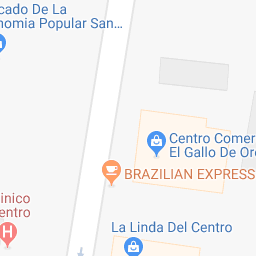 cado De La
nomia Popular San...
Centro Comer
El Gallo De Or
BRAZILIAN EXPRESS
inico
entro
La Linda Del Centro
H